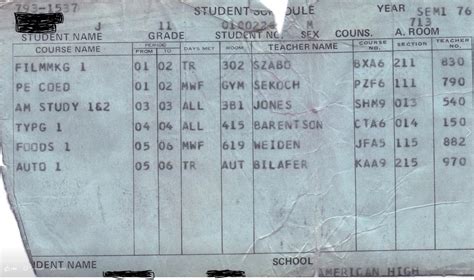 793-1537 STUDENT SCHEDULE YEAR SEM1 76
J 11 0100224 M 713
STUDENT NAME GRADE STUDENT NO. SEX COUNS. A. ROOM
COURSE NAME PERIOD FROM TO DAYS MET ROOM TEACHER NAME COURSE NO. SECTION TEACHER NO.
FILMMKG 1 01 02 TR 302 SZABO BXA6 211 830
PE COED 01 02 MWF GYM SEKOCH PZF6 111 790
AM STUDY 1&2 03 03 ALL 3B1 JONES SHM9 013 540
TYPG 1 04 04 ALL 415 BARENTSON CTA6 014 150
FOODS 1 05 06 MWF 619 WEIDEN JFA5 115 882
AUTO 1 05 06 TR AUT BILAFER KAA9 215 970
STUDENT NAME SCHOOL
AMERICAN HIGH